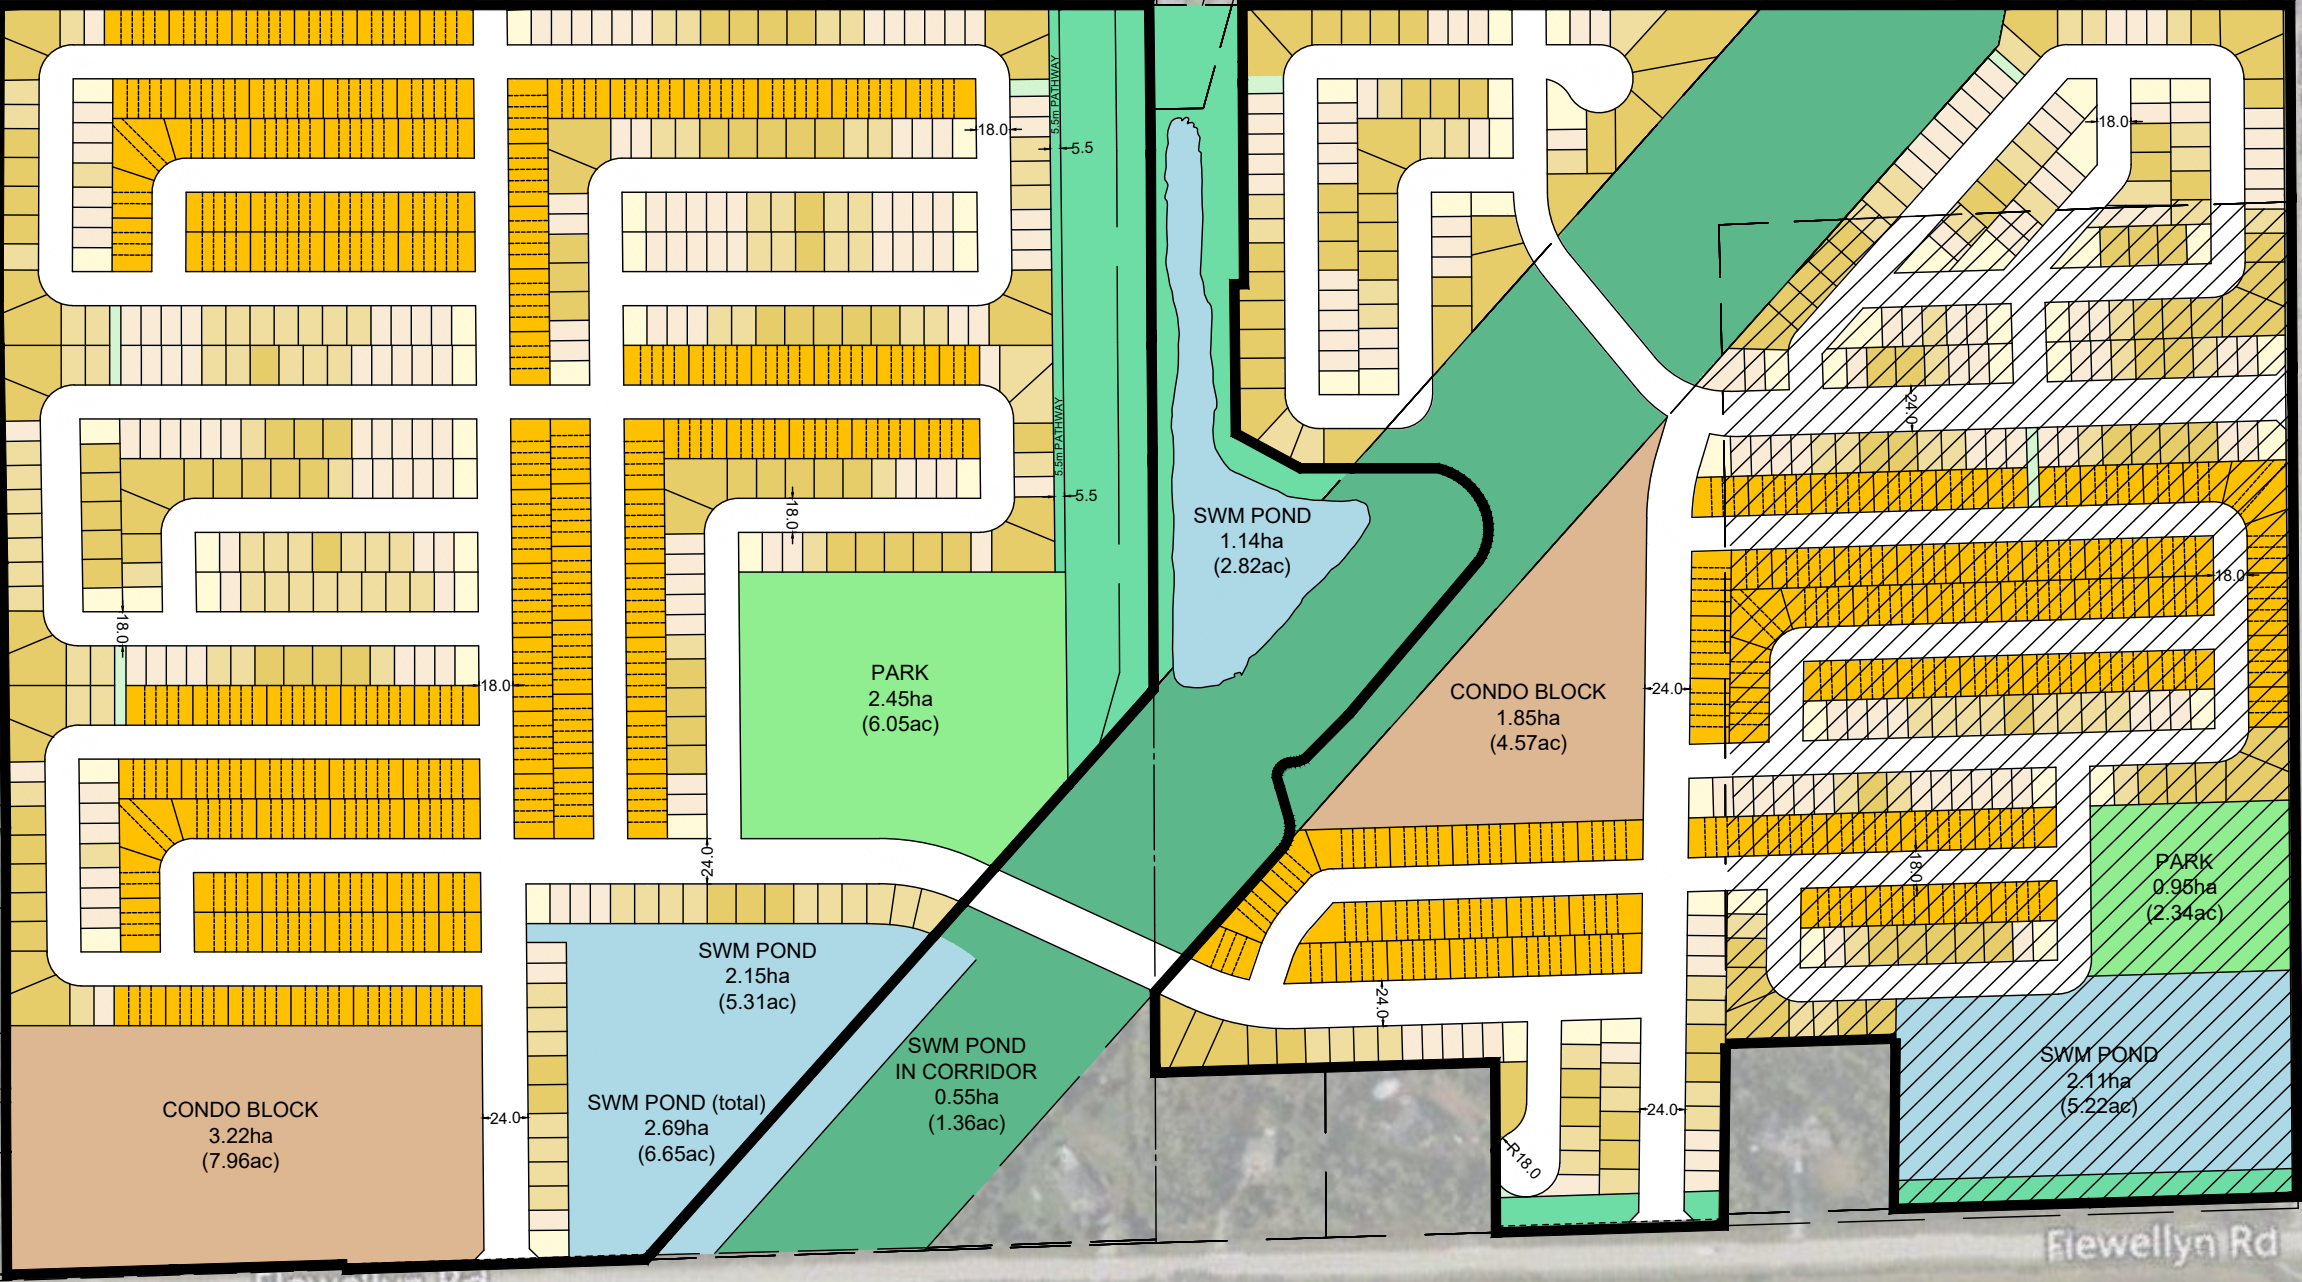 5.5m PATHWAY
18.0
5.5
18.0
24.0
5.5m PATHWAY
5.5
18.0
SWM POND
1.14ha
(2.82ac)
18.0
18.0
18.0
PARK
2.45ha
(6.05ac)
CONDO BLOCK
1.85ha
(4.57ac)
24.0
24.0
18.0
PARK
0.95ha
(2.34ac)
SWM POND
2.15ha
(5.31ac)
24.0
SWM POND
IN CORRIDOR
0.55ha
(1.36ac)
SWM POND
2.11ha
(5.22ac)
CONDO BLOCK
3.22ha
(7.96ac)
24.0
SWM POND (total)
2.69ha
(6.65ac)
24.0
R18.0
Flewellyn Rd